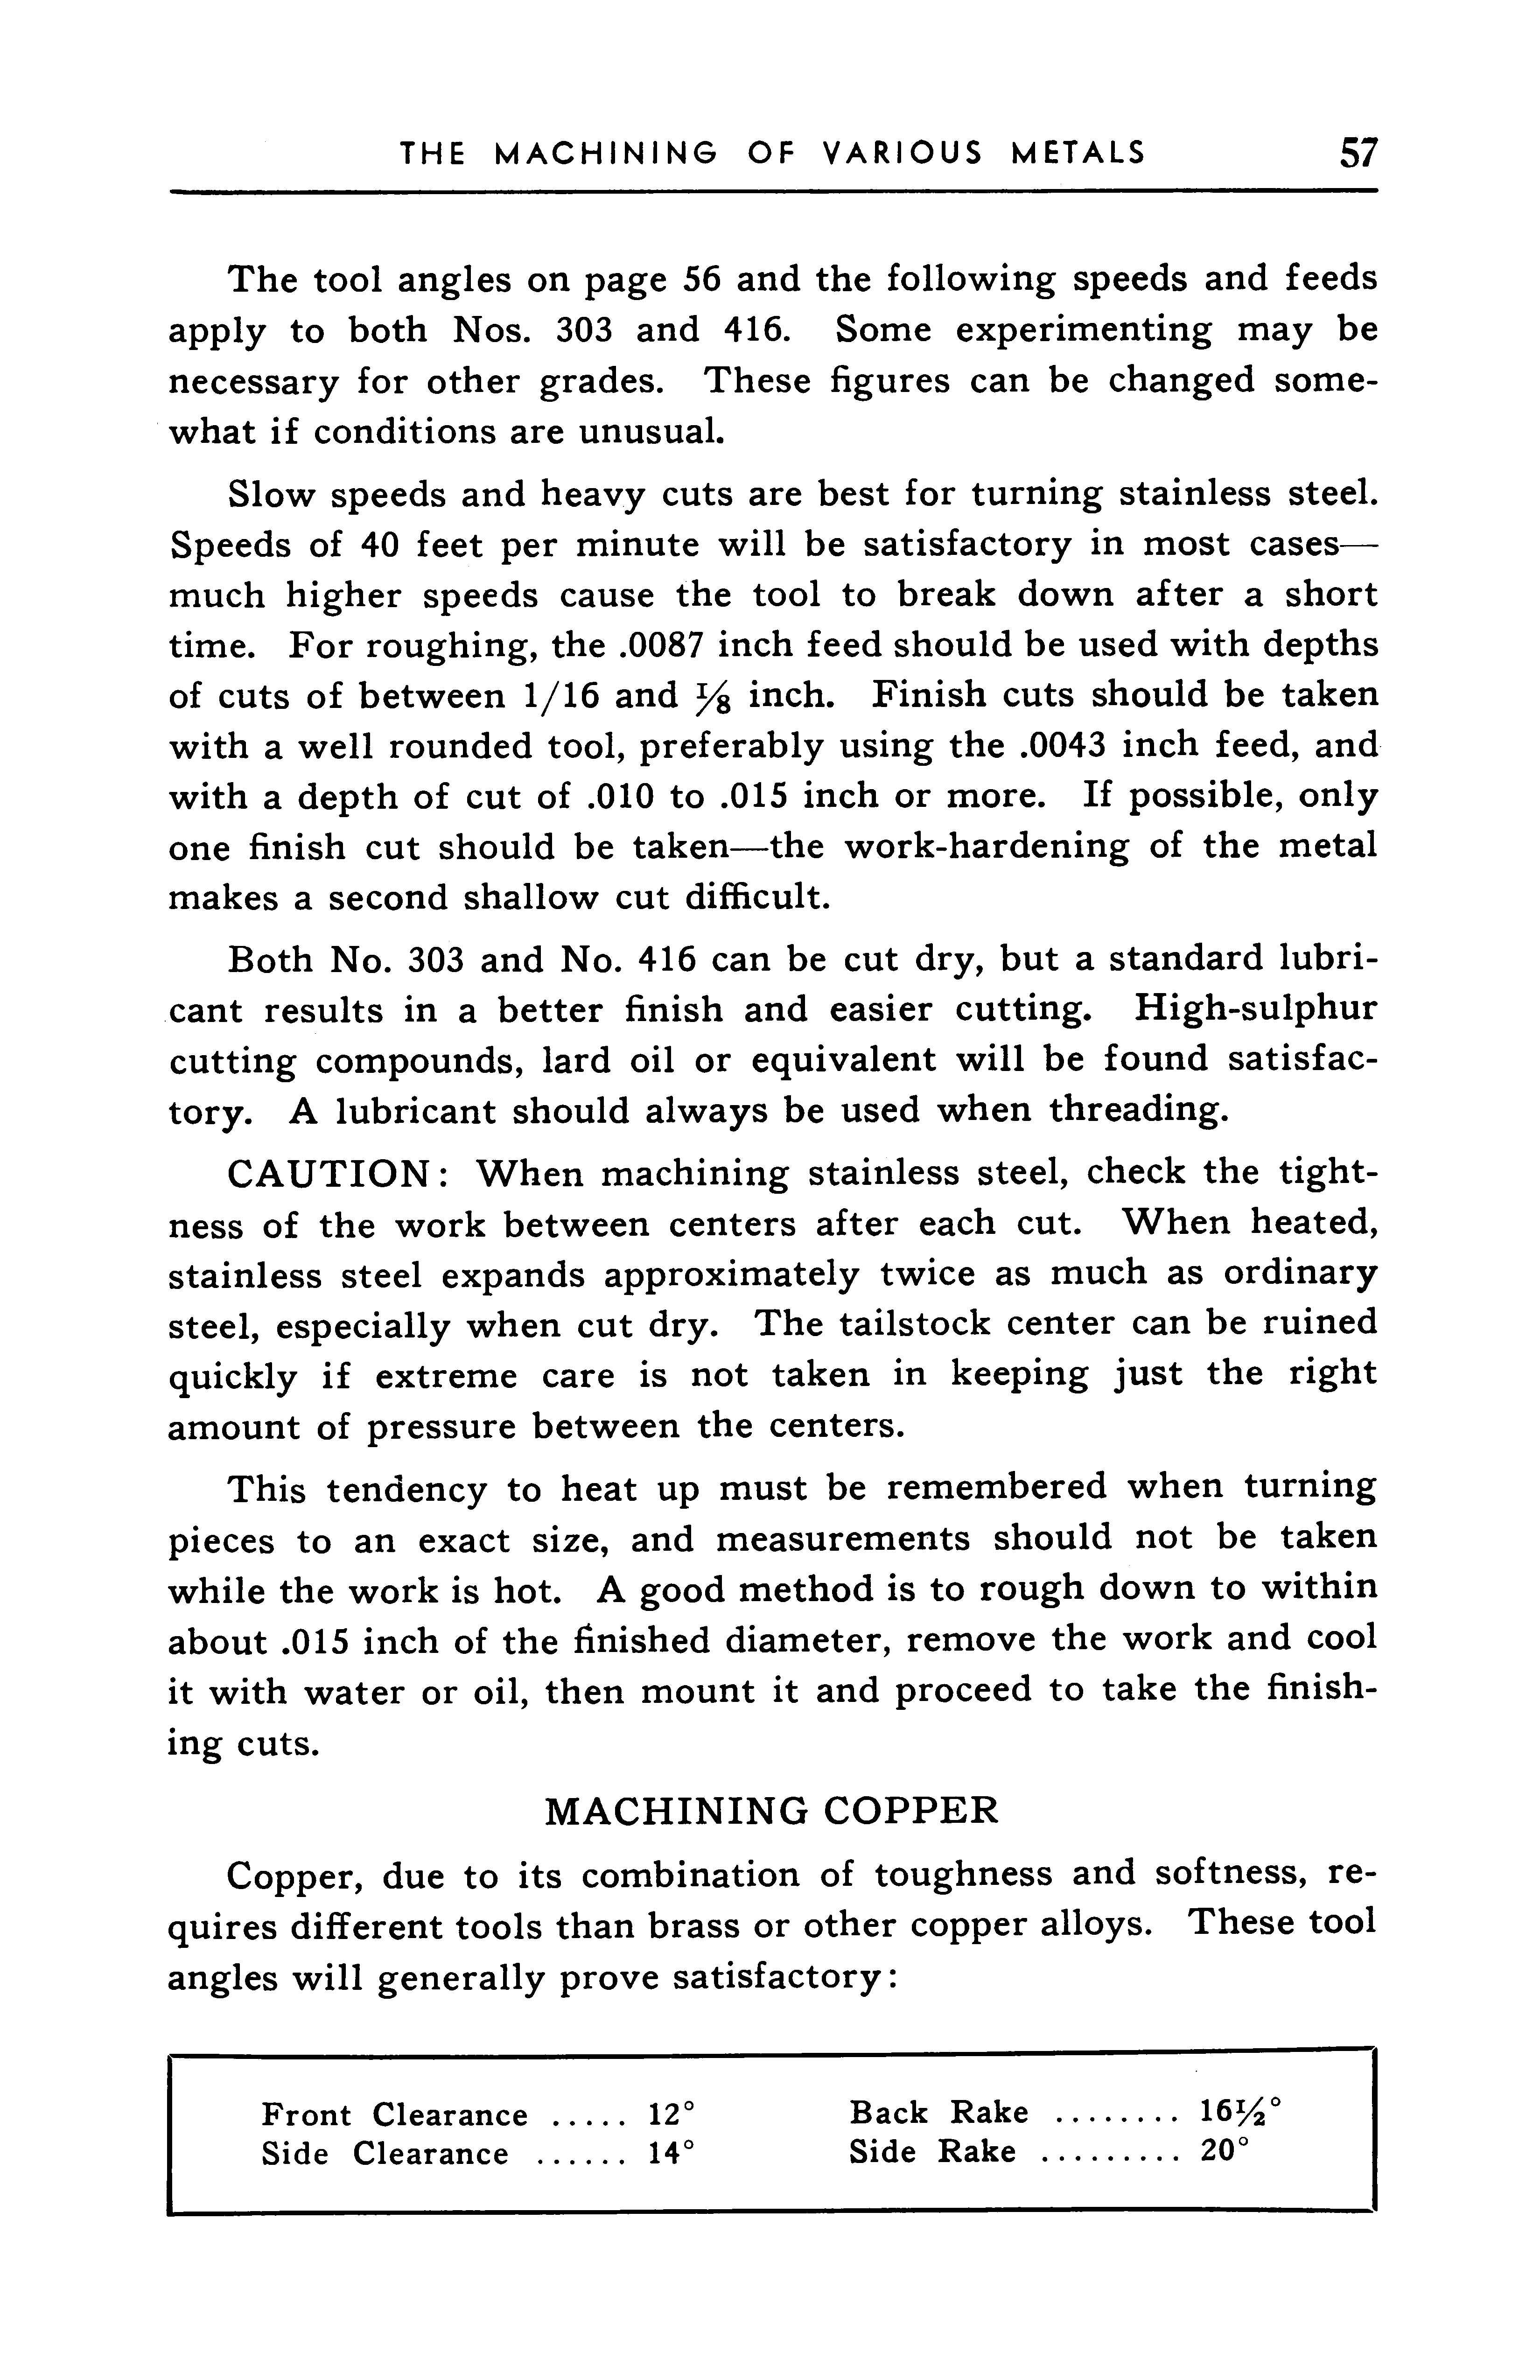 THE MACHINING OF VARIOUS METALS 57
The tool angles on page 56 and the following speeds and feeds
apply to both Nos. 303 and 416. Some experimenting may be
necessary for other grades. These figures can be changed some-
what if conditions are unusual.
Slow speeds and heavy cuts are best for turning stainless steel.
Speeds of 40 feet per minute will be satisfactory in most cases—
much higher speeds cause the tool to break down after a short
time. For roughing, the .0087 inch feed should be used with depths
of cuts of between 1/16 and ⅛ inch. Finish cuts should be taken
with a well rounded tool, preferably using the .0043 inch feed, and
with a depth of cut of .010 to .015 inch or more. If possible, only
one finish cut should be taken—the work-hardening of the metal
makes a second shallow cut difficult.
Both No. 303 and No. 416 can be cut dry, but a standard lubri-
cant results in a better finish and easier cutting. High-sulphur
cutting compounds, lard oil or equivalent will be found satisfac-
tory. A lubricant should always be used when threading.
CAUTION: When machining stainless steel, check the tight-
ness of the work between centers after each cut. When heated,
stainless steel expands approximately twice as much as ordinary
steel, especially when cut dry. The tailstock center can be ruined
quickly if extreme care is not taken in keeping just the right
amount of pressure between the centers.
This tendency to heat up must be remembered when turning
pieces to an exact size, and measurements should not be taken
while the work is hot. A good method is to rough down to within
about .015 inch of the finished diameter, remove the work and cool
it with water or oil, then mount it and proceed to take the finish-
ing cuts.
MACHINING COPPER
Copper, due to its combination of toughness and softness, re-
quires different tools than brass or other copper alloys. These tool
angles will generally prove satisfactory:
Front Clearance ..... 12° Back Rake ........ 16½°
Side Clearance ...... 14° Side Rake ......... 20°